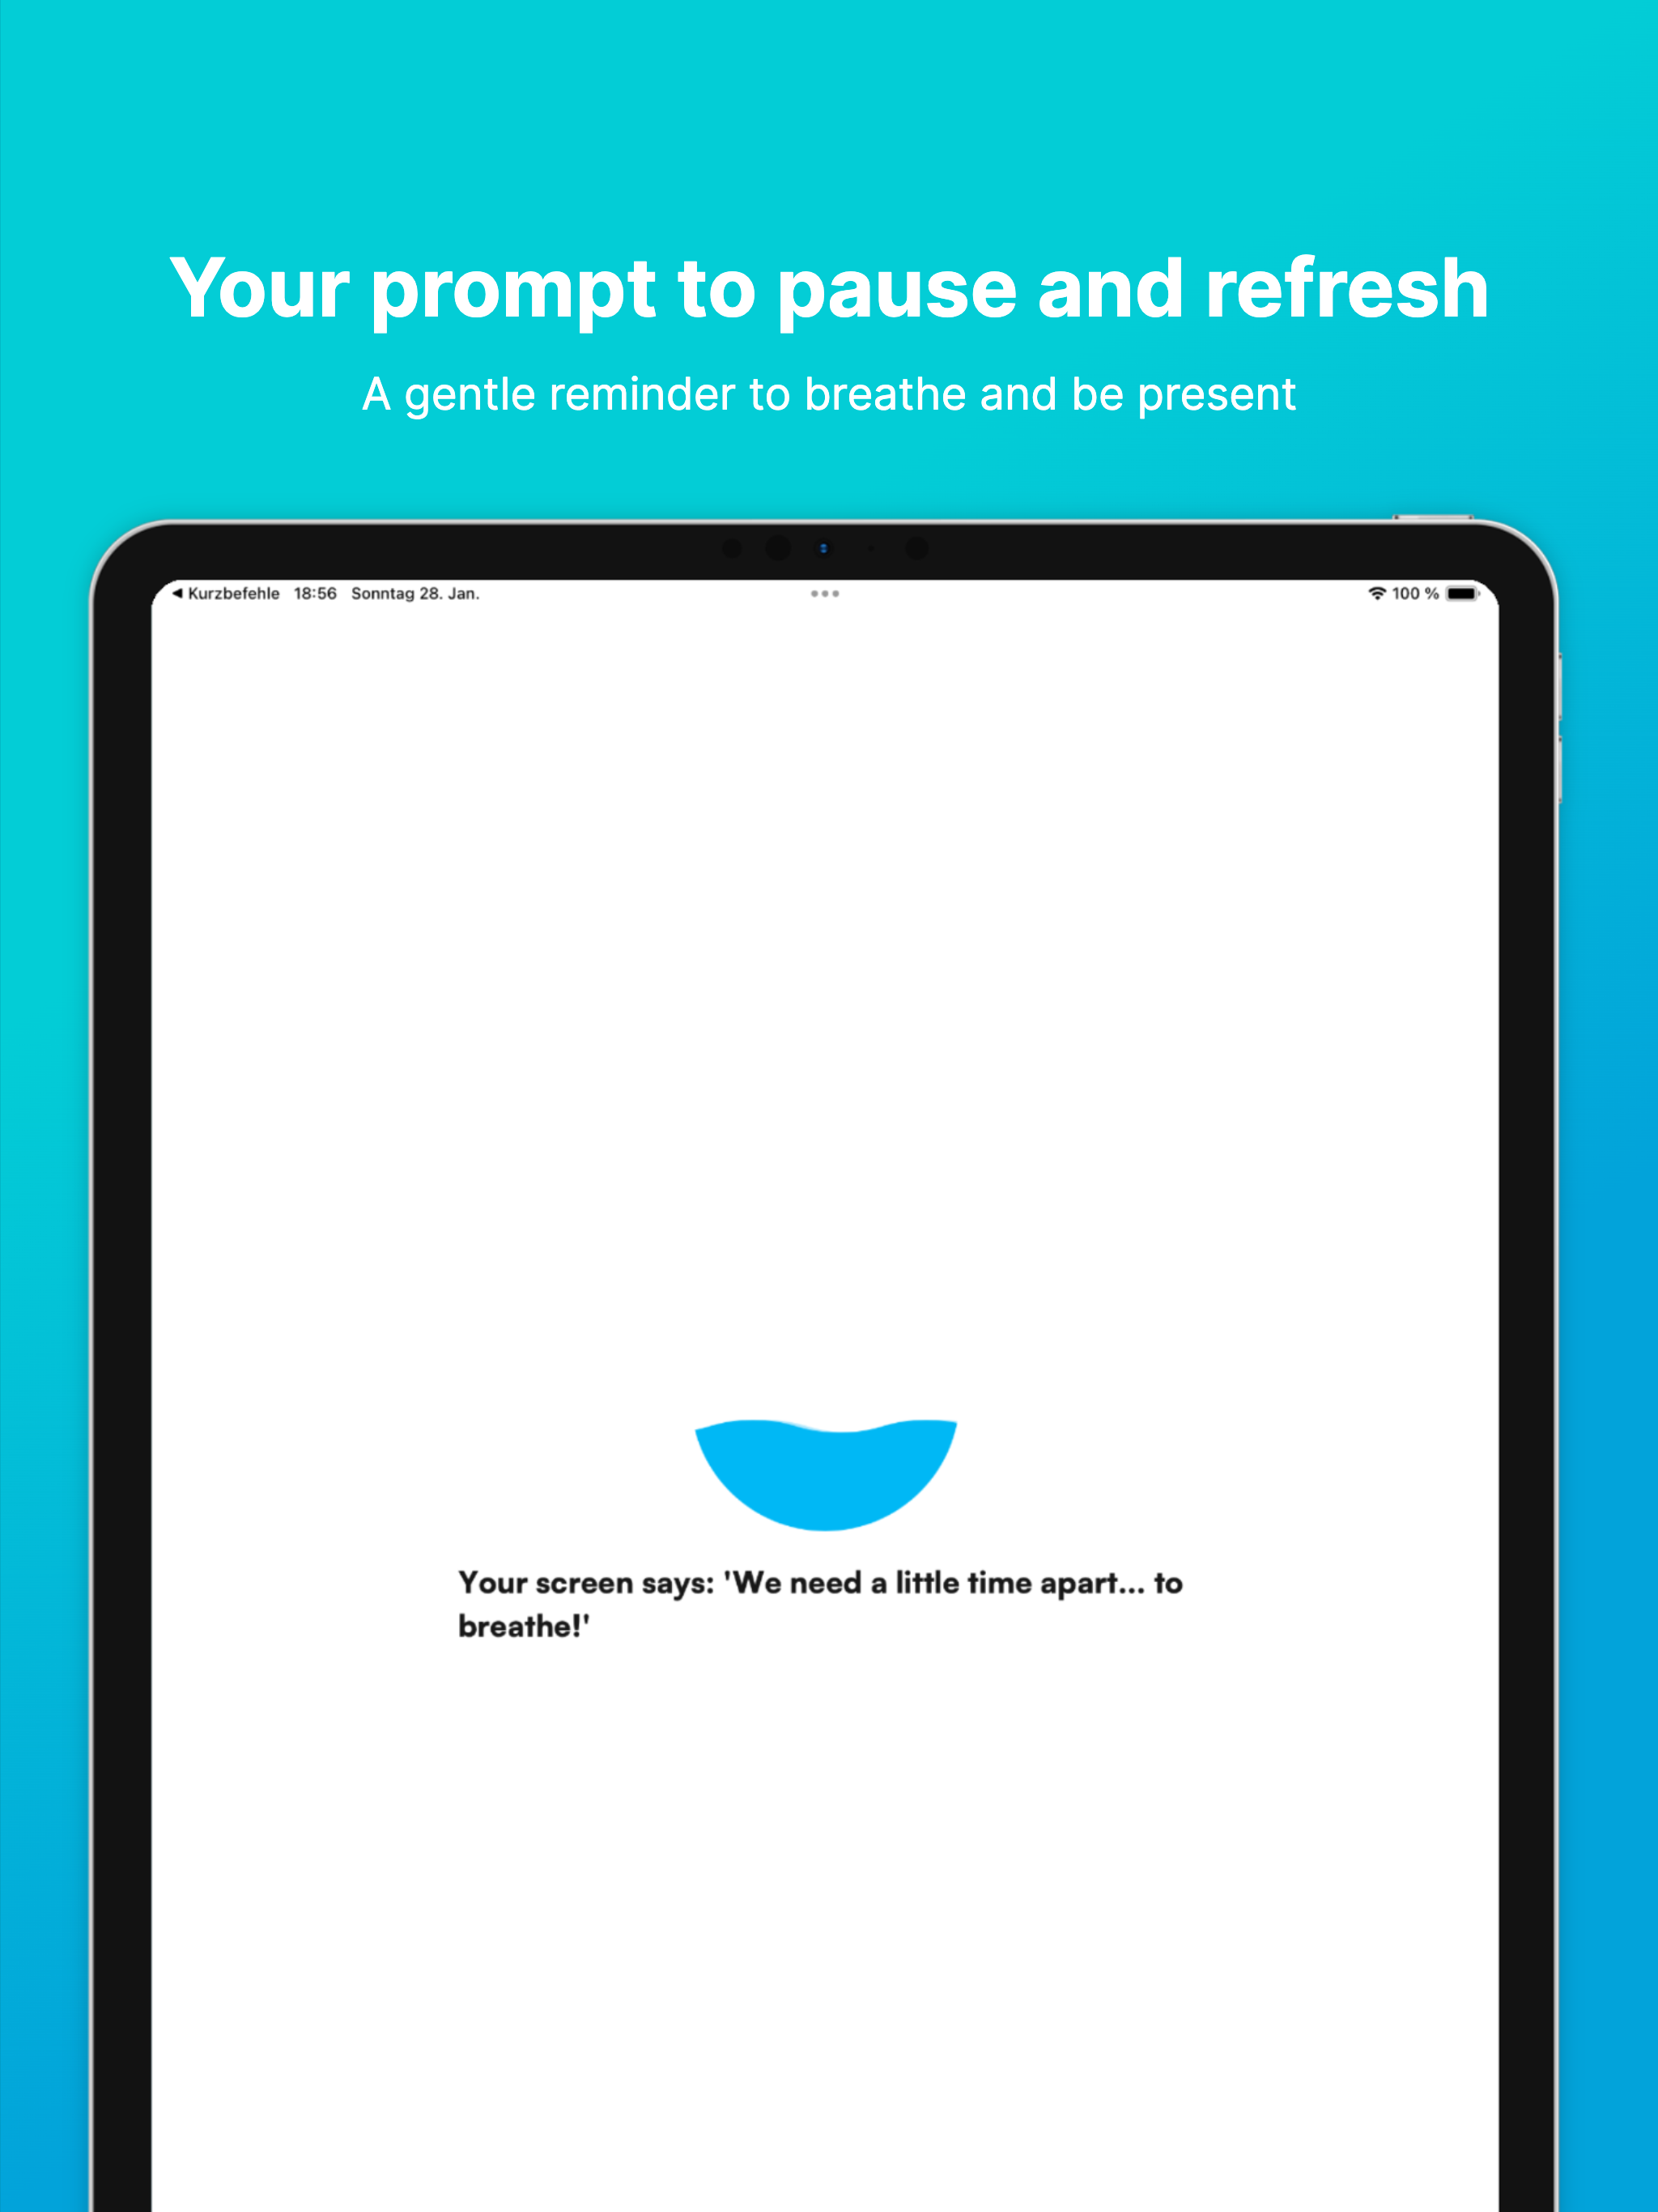 Your prompt to pause and refresh
A gentle reminder to breathe and be present
◀ Kurzbefehle 18:56 Sonntag 28. Jan. 100 %
Your screen says: 'We need a little time apart... to
breathe!'